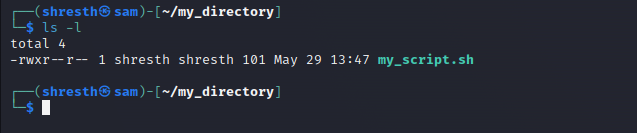 ┌──(shresth㉿sam)-[~/my_directory]
└─$ ls -l
total 4
-rwxr--r-- 1 shresth shresth 101 May 29 13:47 my_script.sh
┌──(shresth㉿sam)-[~/my_directory]
└─$